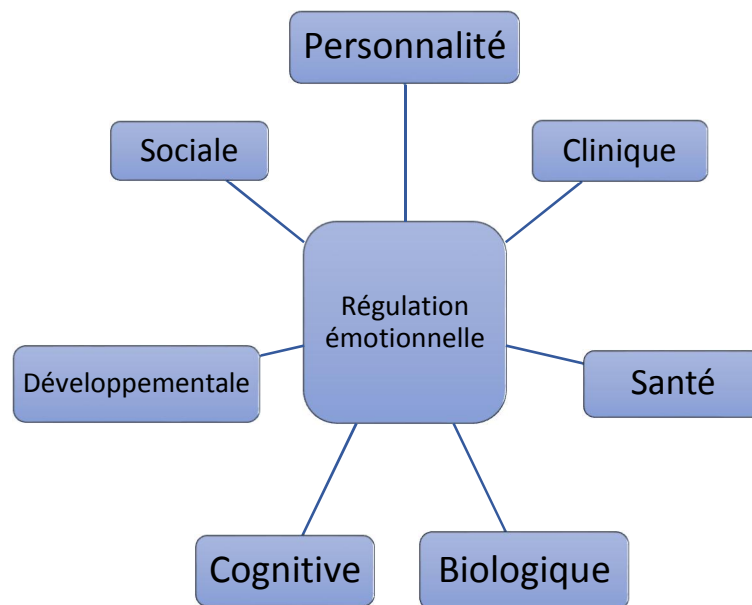 Personnalité
Sociale
Clinique
Régulation
émotionnelle
Développementale
Santé
Cognitive
Biologique